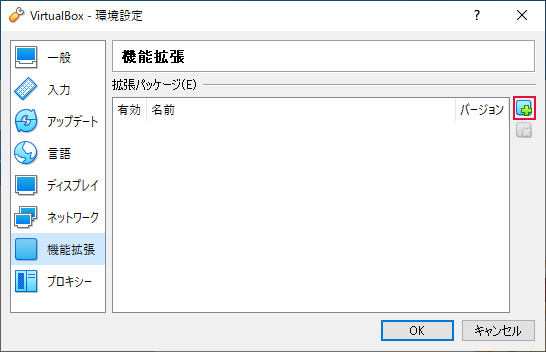 VirtualBox - 環境設定
一般
入力
アップデート
言語
ディスプレイ
ネットワーク
機能拡張
プロキシー
機能拡張
拡張パッケージ(E)
有効 名前 バージョン
OK キャンセル